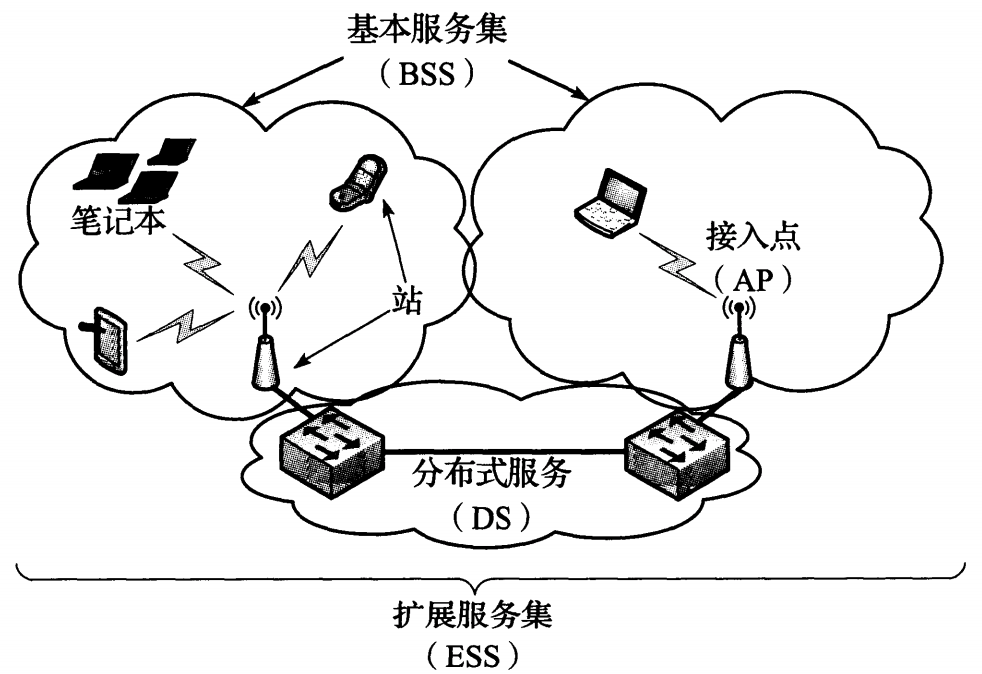 基本服务集
（BSS）
笔记本
接入点
（AP）
站
分布式服务
（DS）
扩展服务集
（ESS）